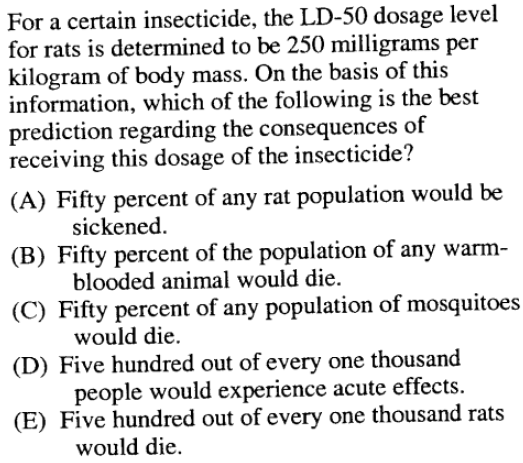 For a certain insecticide, the LD-50 dosage level
for rats is determined to be 250 milligrams per
kilogram of body mass. On the basis of this
information, which of the following is the best
prediction regarding the consequences of
receiving this dosage of the insecticide?
(A) Fifty percent of any rat population would be
sickened.
(B) Fifty percent of the population of any warm-
blooded animal would die.
(C) Fifty percent of any population of mosquitoes
would die.
(D) Five hundred out of every one thousand
people would experience acute effects.
(E) Five hundred out of every one thousand rats
would die.